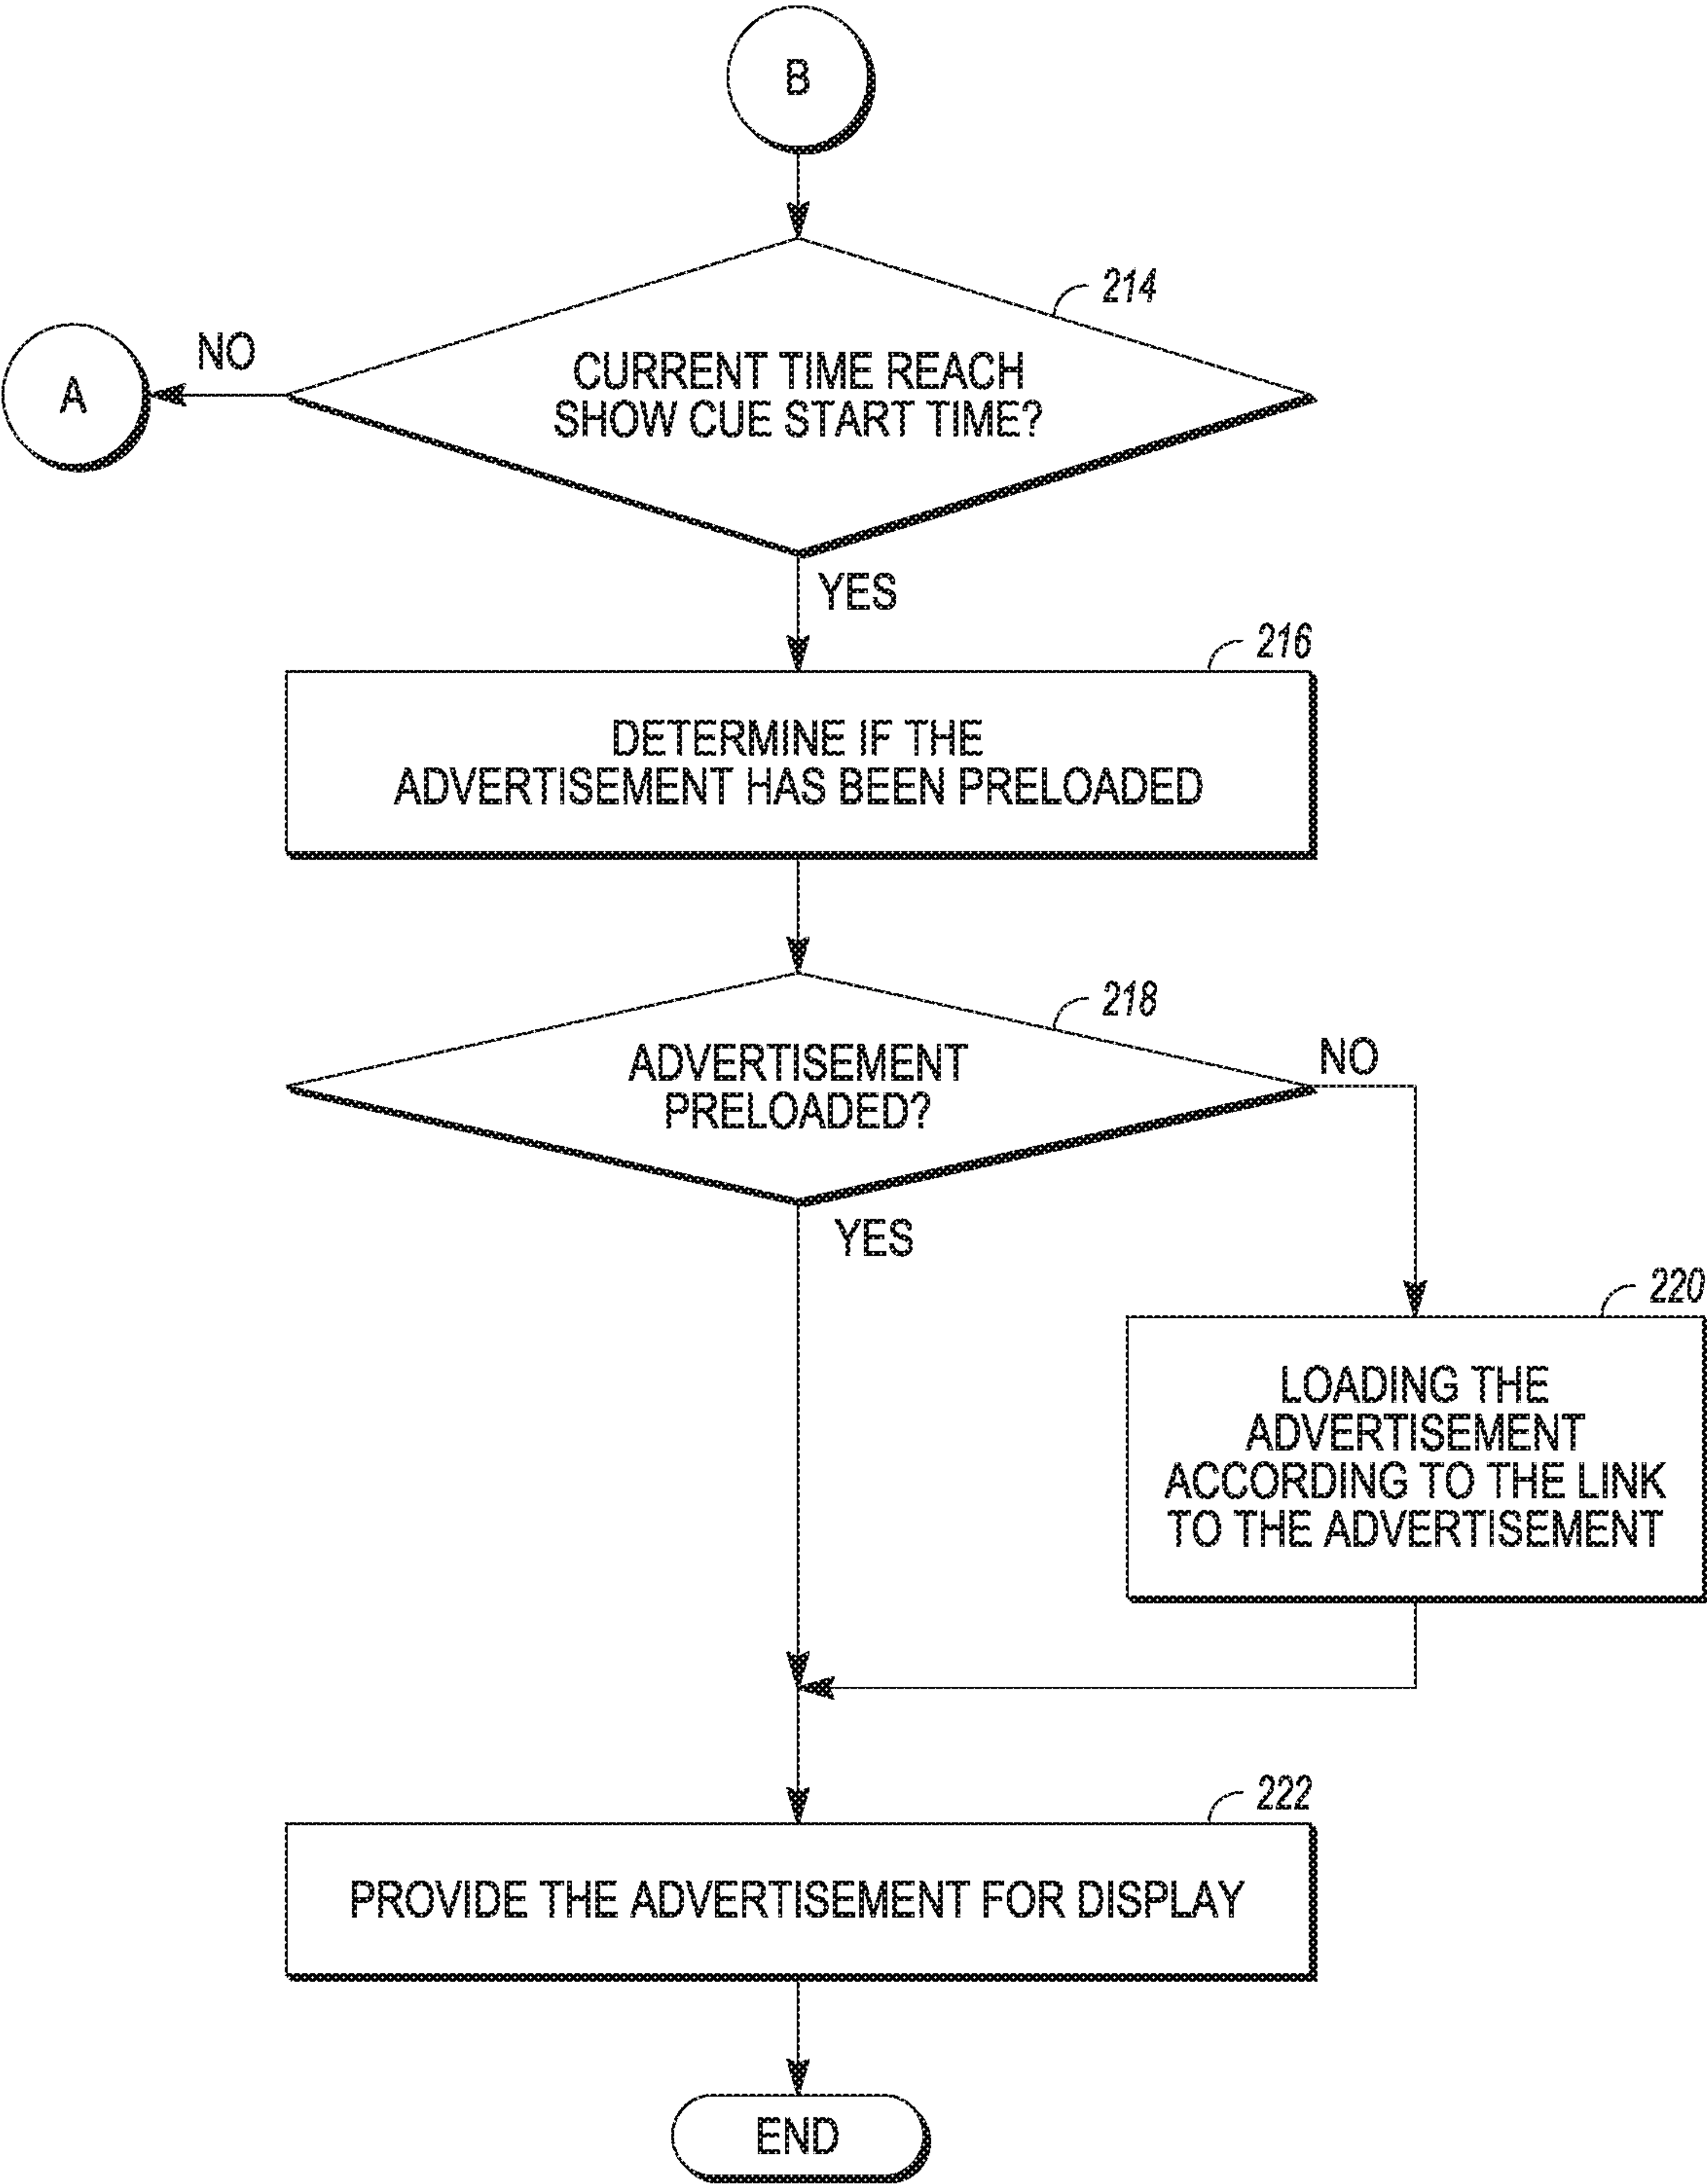 B
214
NO
A
CURRENT TIME REACH
SHOW CUE START TIME?
YES
216
DETERMINE IF THE
ADVERTISEMENT HAS BEEN PRELOADED
218
NO
ADVERTISEMENT
PRELOADED?
YES
220
LOADING THE
ADVERTISEMENT
ACCORDING TO THE LINK
TO THE ADVERTISEMENT
222
PROVIDE THE ADVERTISEMENT FOR DISPLAY
END